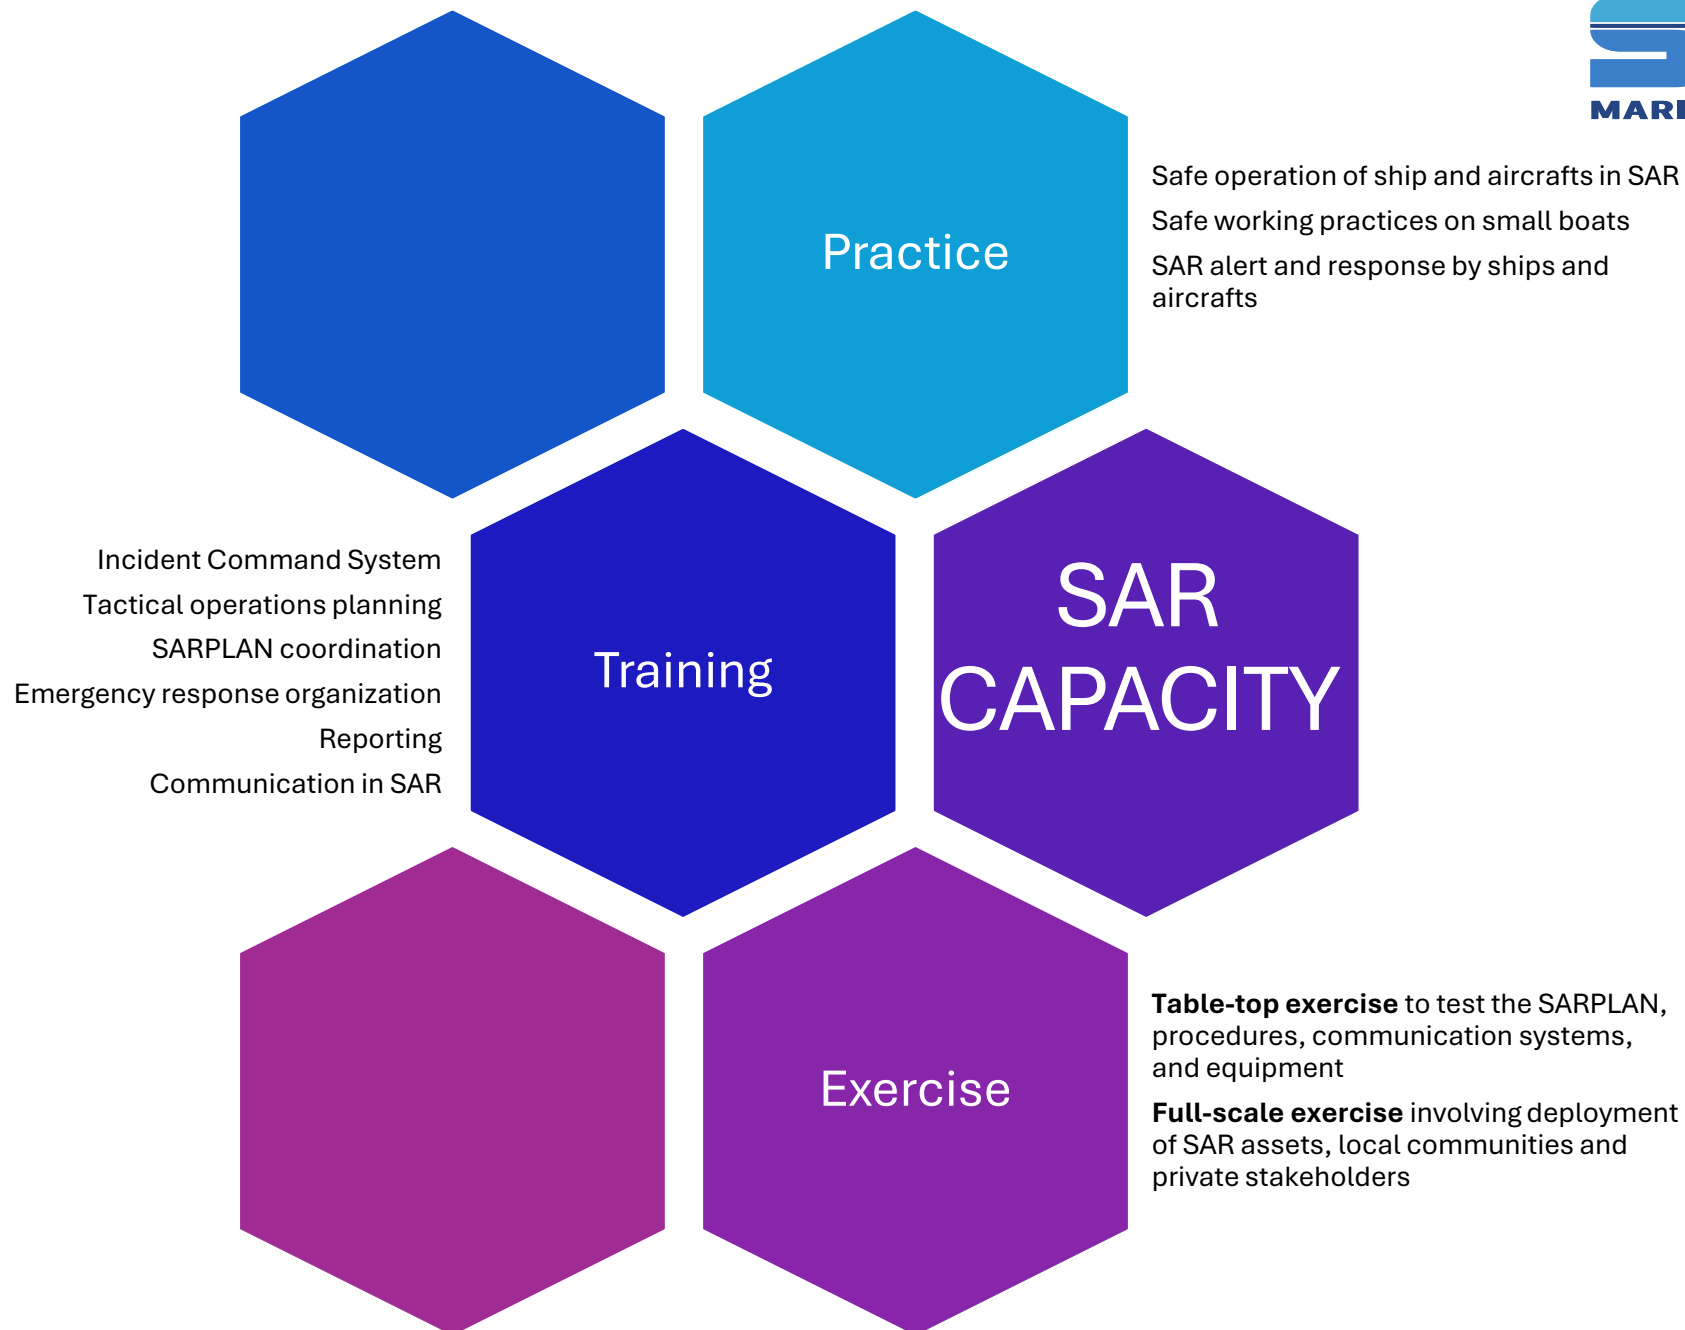 Practice
Safe operation of ship and aircrafts in SAR
Safe working practices on small boats
SAR alert and response by ships and
aircrafts
Incident Command System
Tactical operations planning
SARPLAN coordination
Emergency response organization
Reporting
Communication in SAR
Training
SAR
CAPACITY
Exercise
Table-top exercise to test the SARPLAN,
procedures, communication systems,
and equipment
Full-scale exercise involving deployment
of SAR assets, local communities and
private stakeholders